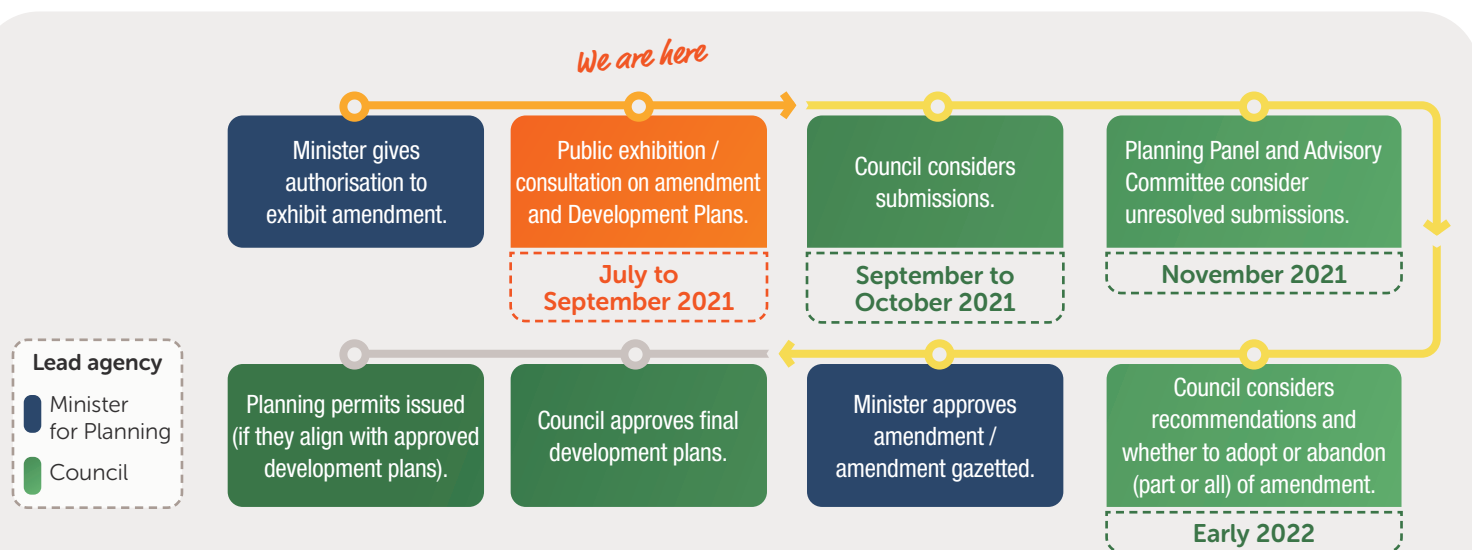 We are here
Minister gives
authorisation to
exhibit amendment.
Public exhibition /
consultation on amendment
and Development Plans.
July to
September 2021
Council considers
submissions.
September to
October 2021
Planning Panel and Advisory
Committee consider
unresolved submissions.
November 2021
Council considers
recommendations and
whether to adopt or abandon
(part or all) of amendment.
Early 2022
Minister approves
amendment /
amendment gazetted.
Council approves final
development plans.
Planning permits issued
(if they align with approved
development plans).
Lead agency
Minister
for Planning
Council